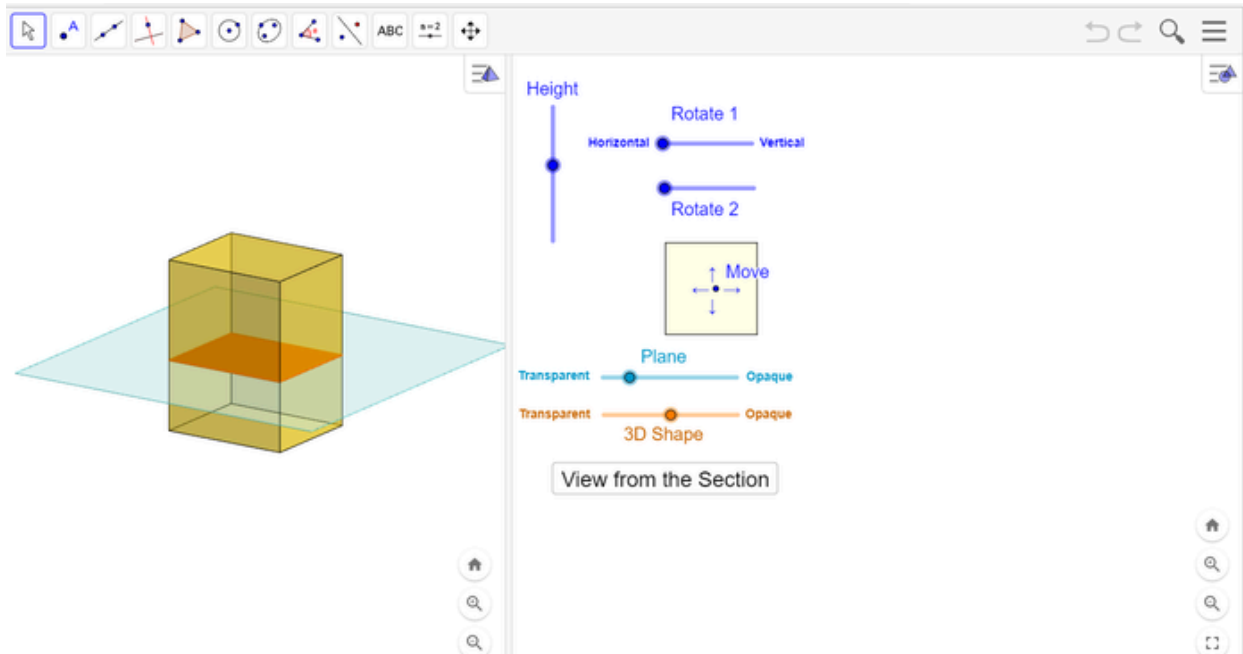 A
ABC
a=2
Height
Rotate 1
Horizontal
Vertical
Rotate 2
Move
Plane
Transparent
Opaque
Transparent
Opaque
3D Shape
View from the Section